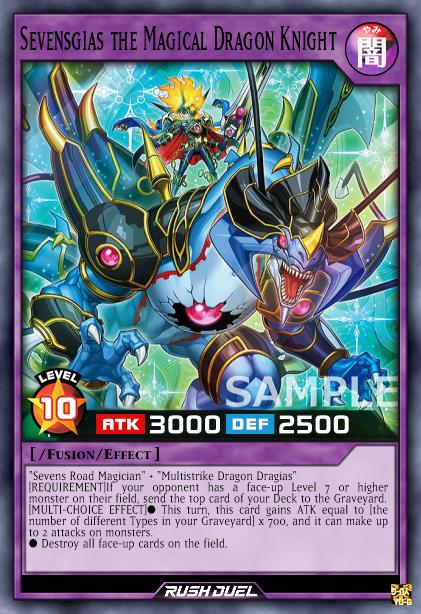 Sevensgias the Magical Dragon Knight
やみ
闇
SAMPLE
LEVEL
10
ATK 3000 DEF 2500
[ /Fusion/Effect ]
"Sevens Road Magician" + "Multistrike Dragon Dragias"
[REQUIREMENT]If your opponent has a face-up Level 7 or higher
monster on their field, send the top card of your Deck to the Graveyard.
[MULTI-CHOICE EFFECT]● This turn, this card gains ATK equal to [the
number of different Types in your Graveyard] x 700, and it can make up
to 2 attacks on monsters.
● Destroy all face-up cards on the field.
RUSH DUEL